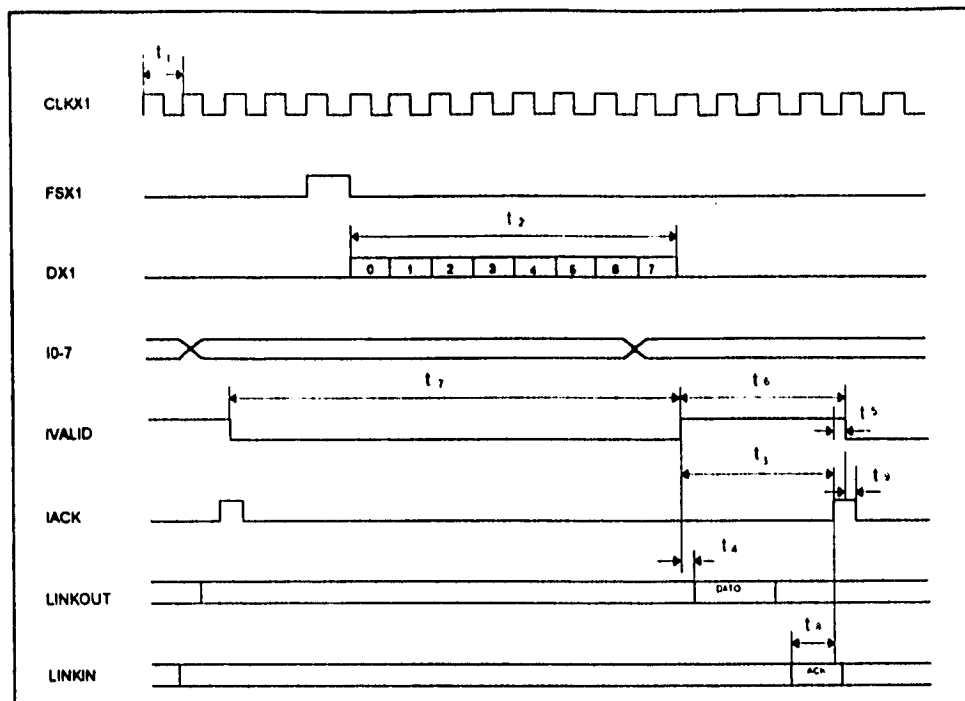 t₁
CLKX1
FSX1
t₂
DX1 0 1 2 3 4 5 6 7
I0-7
t₇ t₆
IVALID t₅
t₃ t₉
IACK
t₄
LINKOUT DATO
t₈
LINKIN ACK